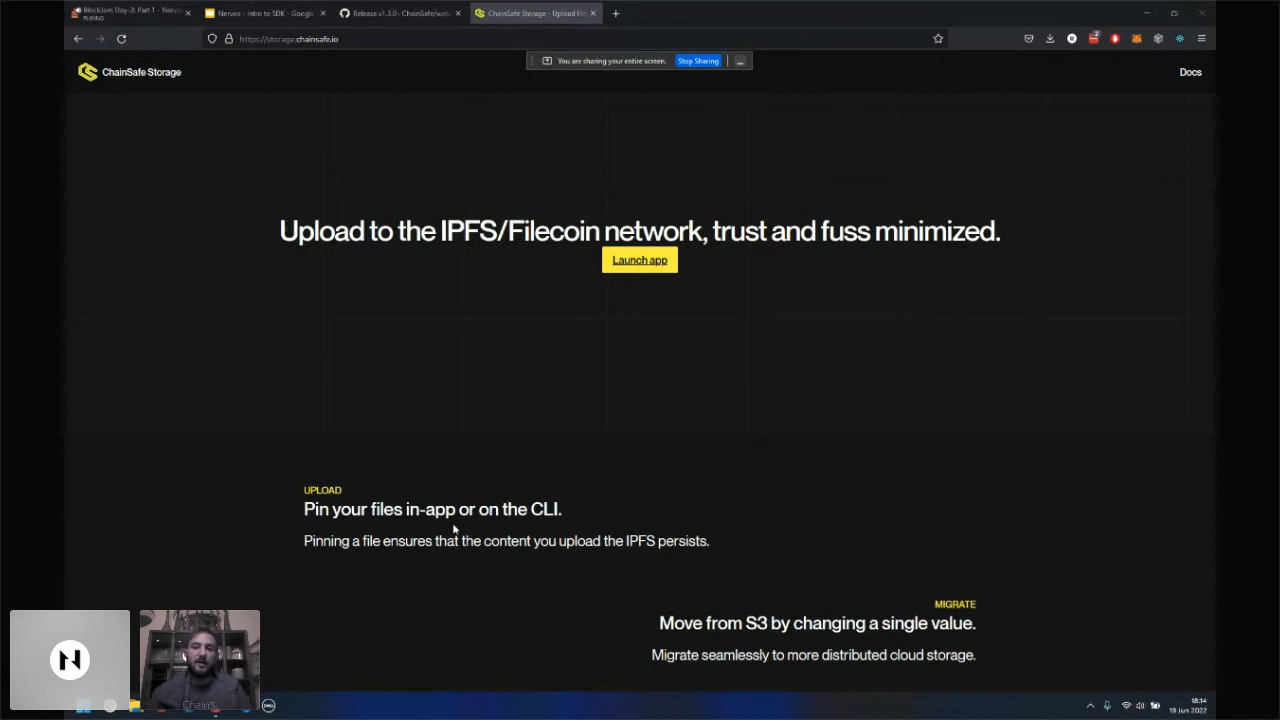 BlockJam Day-2: Part 1 - Nervos
PLAYING
Nervos - Intro to SDK - Google
Release v1.3.0 - ChainSafe/web
ChainSafe Storage - Upload file
https://storage.chainsafe.io
You are sharing your entire screen.
Stop Sharing
ChainSafe Storage
Docs
Upload to the IPFS/Filecoin network, trust and fuss minimized.
Launch app
UPLOAD
Pin your files in-app or on the CLI.
Pinning a file ensures that the content you upload the IPFS persists.
MIGRATE
Move from S3 by changing a single value.
Migrate seamlessly to more distributed cloud storage.
N
ChainS
DELL
18:14
19 Jun 2022